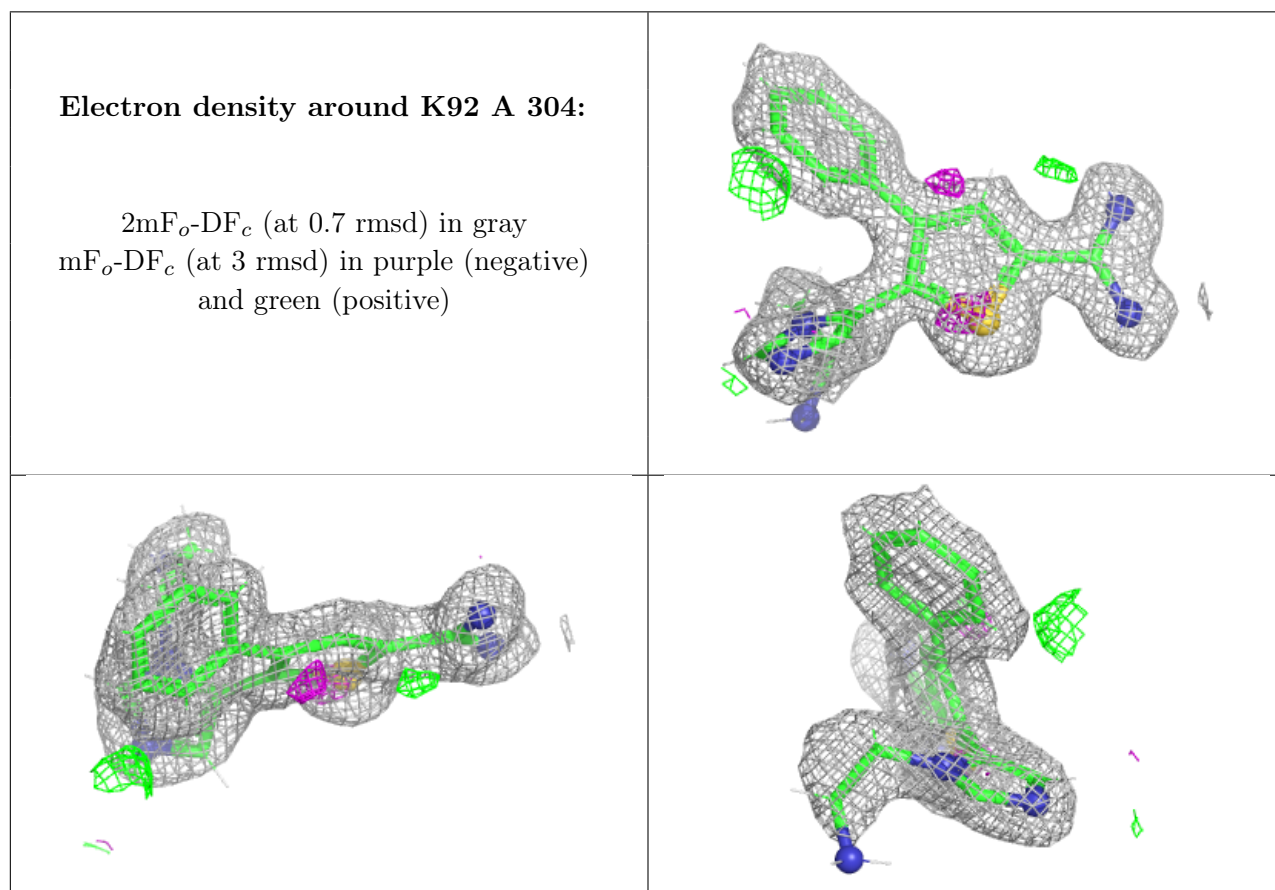 Electron density around K92 A 304:
2mFₒ-DF𝑐 (at 0.7 rmsd) in gray
mFₒ-DF𝑐 (at 3 rmsd) in purple (negative)
and green (positive)